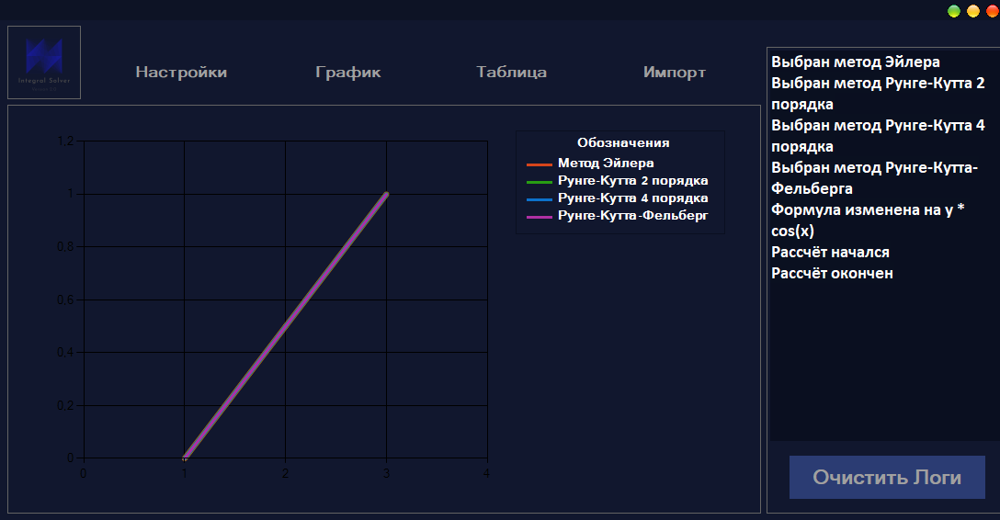 Integral Solver
Настройки
График
Таблица
Импорт
1,2
1
0,8
0,6
0,4
0,2
0
0
1
2
3
4
Обозначения
Метод Эйлера
Рунге-Кутта 2 порядка
Рунге-Кутта 4 порядка
Рунге-Кутта-Фельберг
Выбран метод Эйлера
Выбран метод Рунге-Кутта 2
порядка
Выбран метод Рунге-Кутта 4
порядка
Выбран метод Рунге-Кутта-
Фельберга
Формула изменена на y *
cos(x)
Рассчёт начался
Рассчёт окончен
Очистить Логи